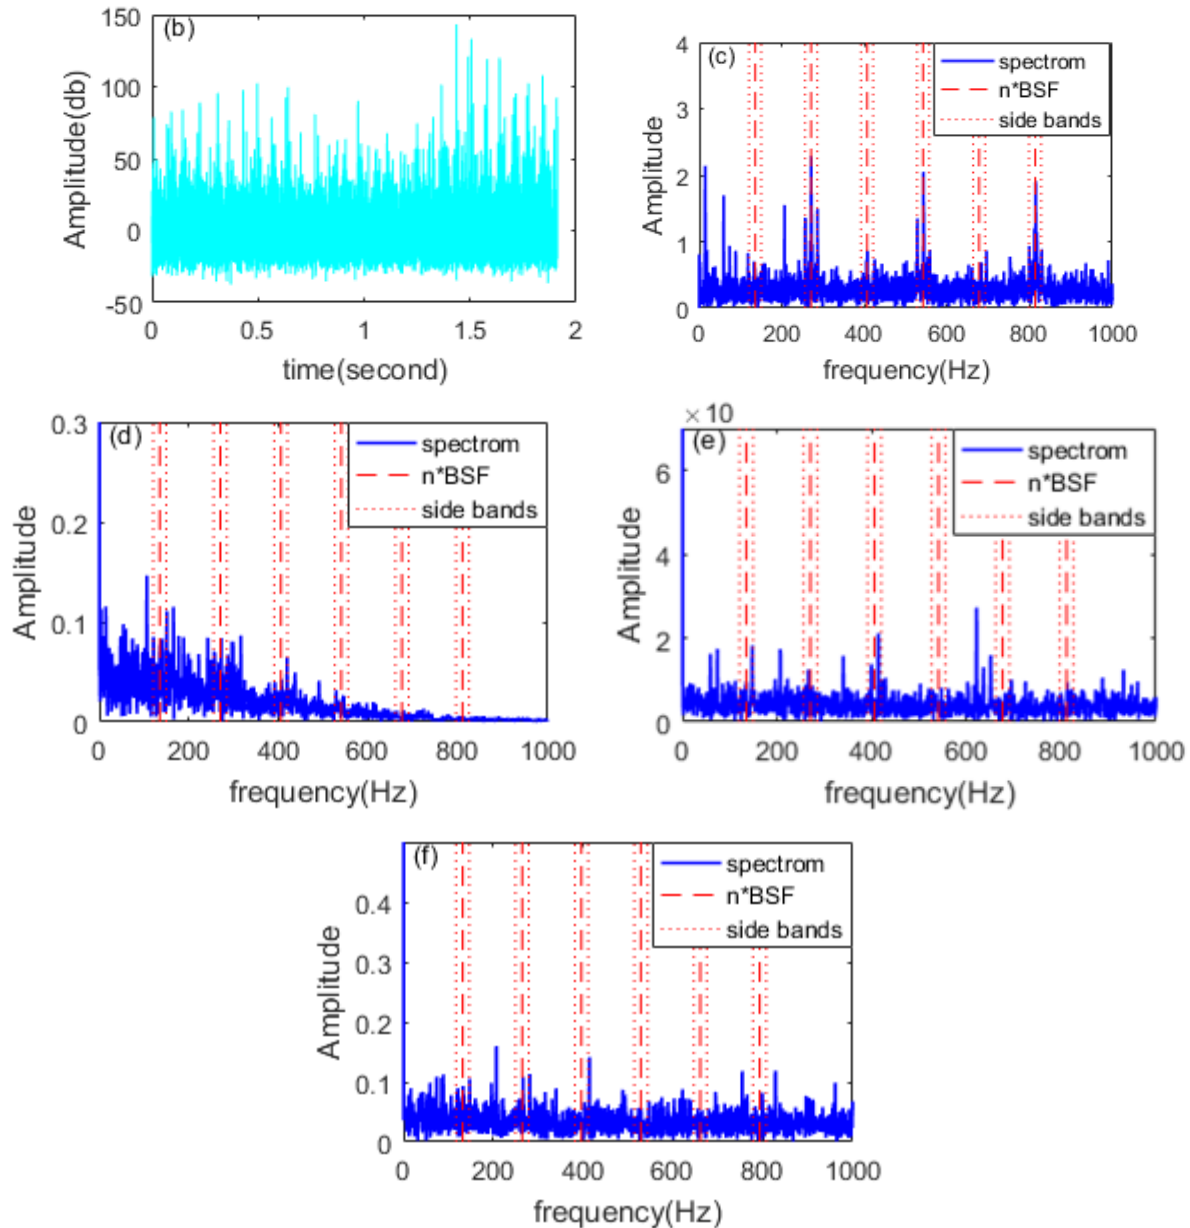 (b)
150
100
50
0
-50
0 0.5 1 1.5 2
Amplitude(db)
time(second)
(c)
4
3
2
1
0
0 200 400 600 800 1000
Amplitude
frequency(Hz)
spectrom
n*BSF
side bands
(d)
0.3
0.2
0.1
0
0 200 400 600 800 1000
Amplitude
frequency(Hz)
spectrom
n*BSF
side bands
× 10
(e)
6
4
2
0
0 200 400 600 800 1000
Amplitude
frequency(Hz)
spectrom
n*BSF
side bands
(f)
0.4
0.3
0.2
0.1
0
0 200 400 600 800 1000
Amplitude
frequency(Hz)
spectrom
n*BSF
side bands